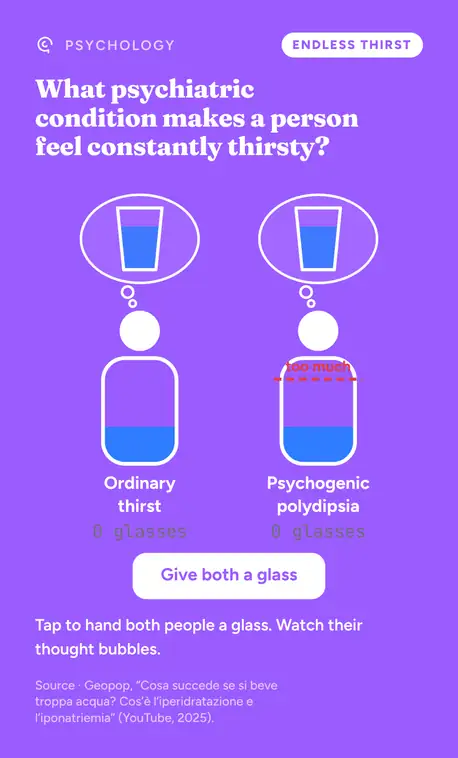 PSYCHOLOGY
ENDLESS THIRST
What psychiatric
condition makes a person
feel constantly thirsty?
too much
Ordinary
thirst
Psychogenic
polydipsia
0 glasses
0 glasses
Give both a glass
Tap to hand both people a glass. Watch their
thought bubbles.
Source · Geopop, “Cosa succede se si beve
troppa acqua? Cos’è l’iperidratazione e
l’iponatriemia” (YouTube, 2025).